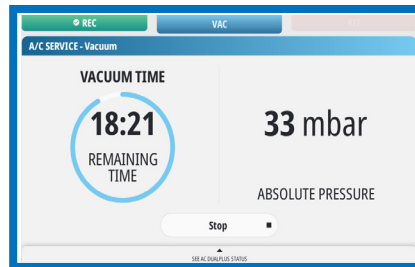 REC
VAC
A/C SERVICE - Vacuum
VACUUM TIME
18:21
REMAINING
TIME
33 mbar
ABSOLUTE PRESSURE
Stop
SEE AC DUALPLUS STATUS